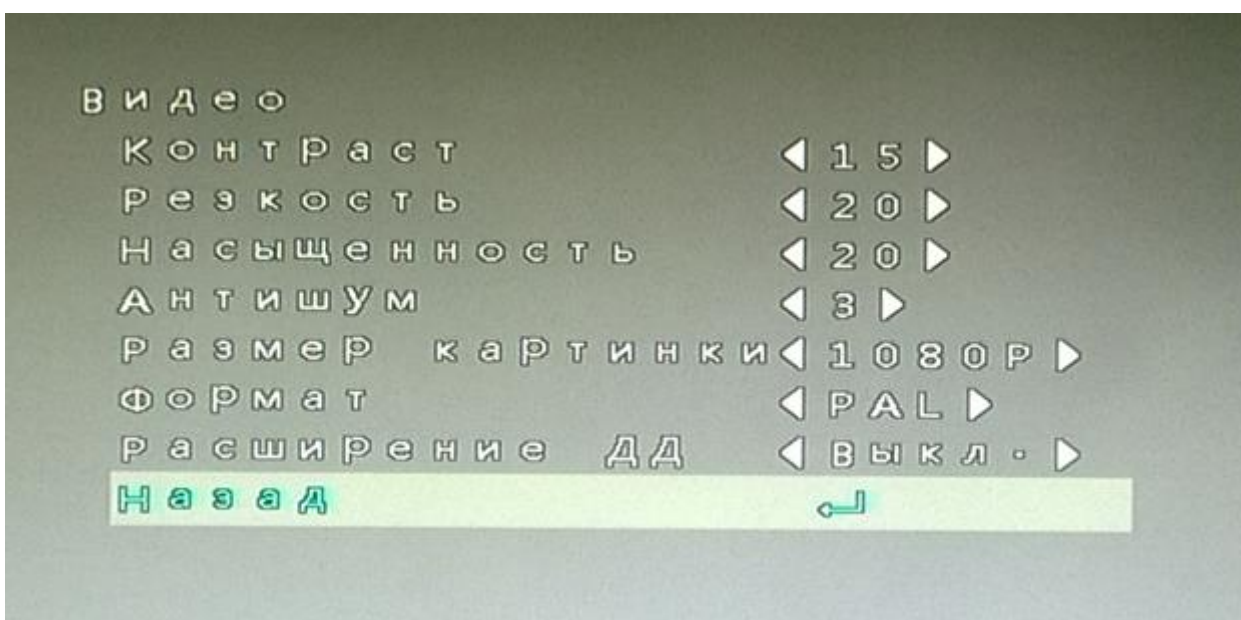 Видео
Контраст 15
Резкость 20
Насыщенность 20
Антишум 3
Размер картинки 1080P
Формат PAL
Расширение ДД Выкл.
Назад